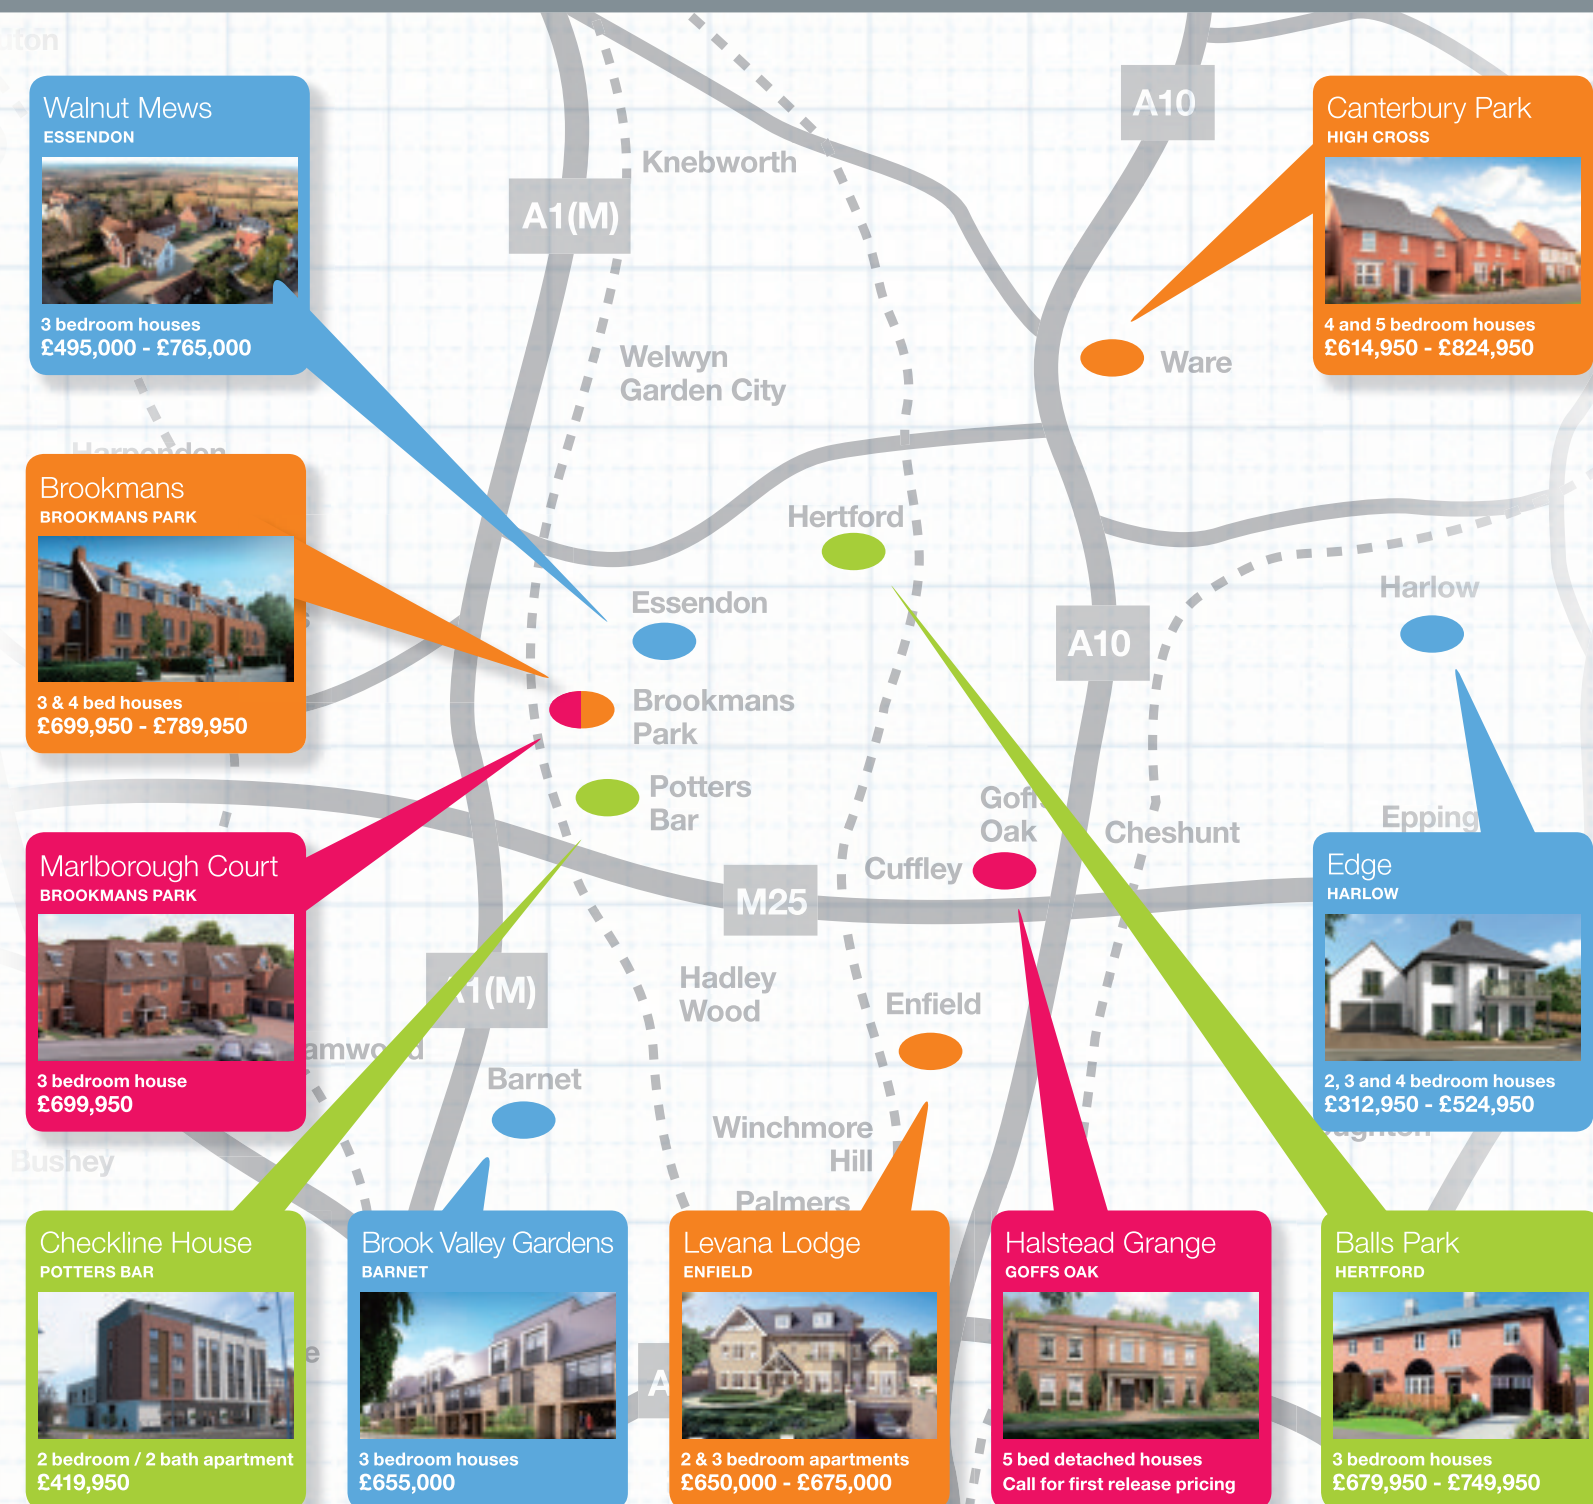 Walnut Mews
ESSENDON
3 bedroom houses
£495,000 - £765,000
Brookmans
BROOKMANS PARK
3 & 4 bed houses
£699,950 - £789,950
Marlborough Court
BROOKMANS PARK
3 bedroom house
£699,950
Checkline House
POTTERS BAR
2 bedroom / 2 bath apartment
£419,950
Brook Valley Gardens
BARNET
3 bedroom houses
£655,000
Levana Lodge
ENFIELD
2 & 3 bedroom apartments
£650,000 - £675,000
Halstead Grange
GOFFS OAK
5 bed detached houses
Call for first release pricing
Balls Park
HERTFORD
3 bedroom houses
£679,950 - £749,950
Edge
HARLOW
2, 3 and 4 bedroom houses
£312,950 - £524,950
Canterbury Park
HIGH CROSS
4 and 5 bedroom houses
£614,950 - £824,950
A1(M)
A10
Knebworth
Welwyn
Garden City
Ware
Harpenden
Hertford
Essendon
Brookmans
Park
Potters
Bar
A10
Harlow
Goffs
Oak
Cuffley
Cheshunt
Epping
M25
A1(M)
Hadley
Wood
Enfield
Barnet
Winchmore
Hill
Palmers
Bushey